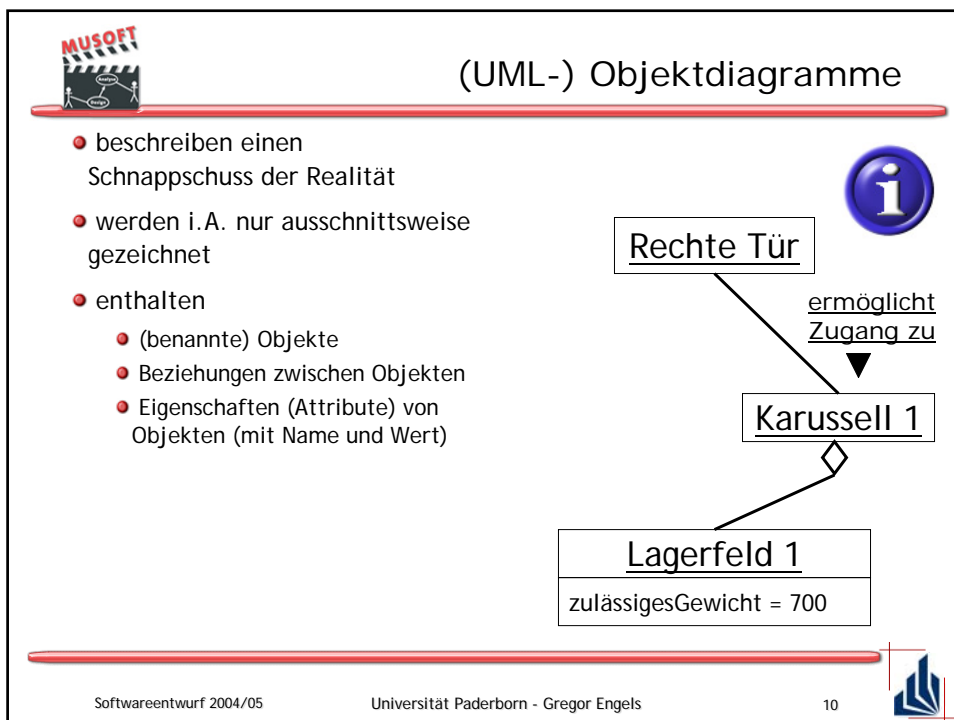 MUSOFT
Analyse
Design
(UML-) Objektdiagramme
beschreiben einen
Schnappschuss der Realität
werden i.A. nur ausschnittsweise
gezeichnet
enthalten
(benannte) Objekte
Beziehungen zwischen Objekten
Eigenschaften (Attribute) von
Objekten (mit Name und Wert)
i
Rechte Tür
ermöglicht
Zugang zu
Karussell 1
Lagerfeld 1
zulässigesGewicht = 700
Softwareentwurf 2004/05
Universität Paderborn - Gregor Engels
10